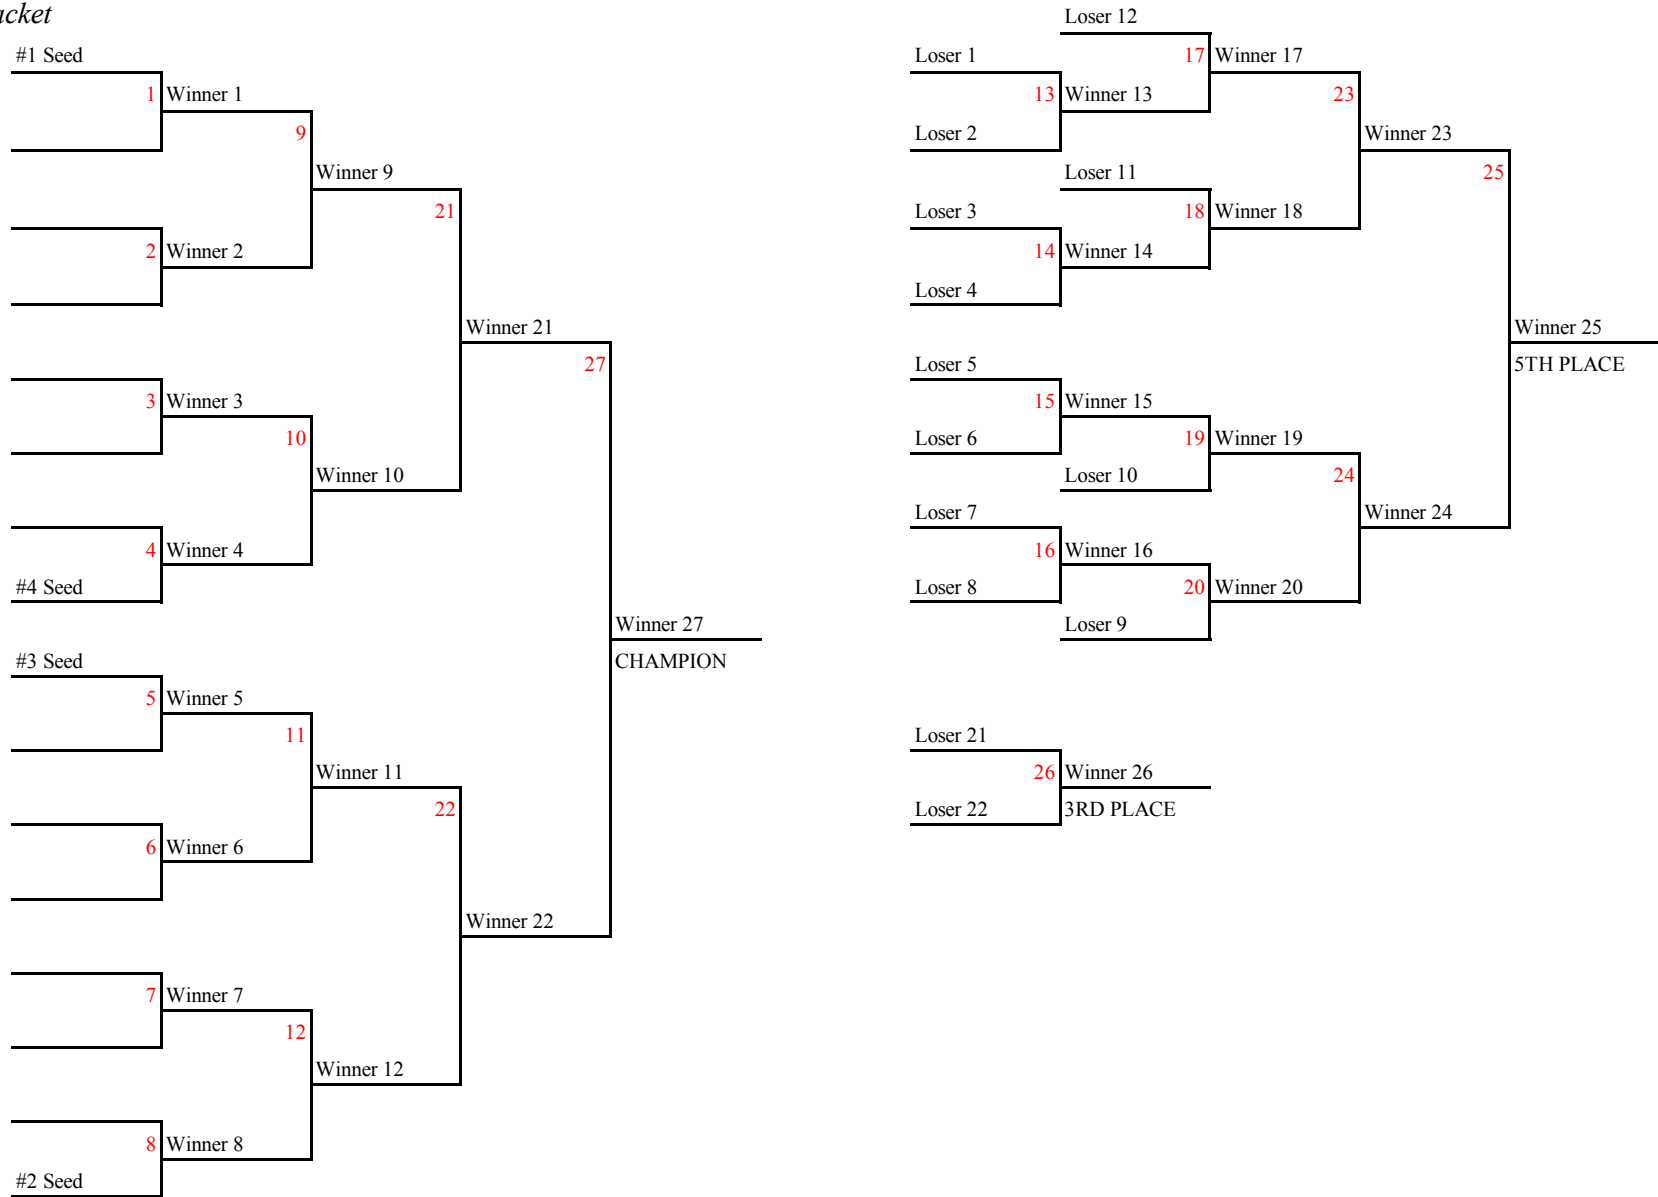 acket
#1 Seed
1 Winner 1
9
Winner 9
21
2 Winner 2
Winner 21
27
3 Winner 3
10
Winner 10
4 Winner 4
#4 Seed
Winner 27
CHAMPION
#3 Seed
5 Winner 5
11
Winner 11
22
6 Winner 6
Winner 22
7 Winner 7
12
Winner 12
8 Winner 8
#2 Seed
Loser 12
Loser 1
17 Winner 17
13 Winner 13
23
Loser 2
Winner 23
Loser 11
25
Loser 3
18 Winner 18
14 Winner 14
Loser 4
Winner 25
5TH PLACE
Loser 5
15 Winner 15
Loser 6
19 Winner 19
Loser 10
24
Loser 7
Winner 24
16 Winner 16
Loser 8
20 Winner 20
Loser 9
Loser 21
26 Winner 26
Loser 22
3RD PLACE